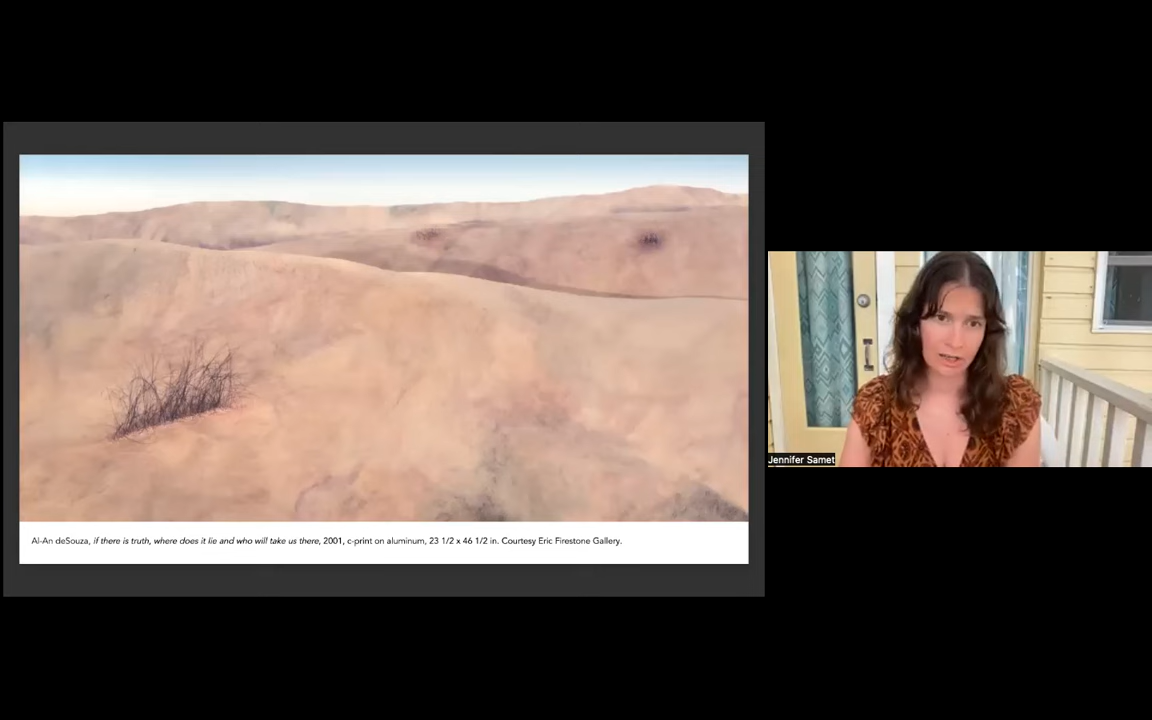 Al-An deSouza, if there is truth, where does it lie and who will take us there, 2001, c-print on aluminum, 23 1/2 x 46 1/2 in. Courtesy Eric Firestone Gallery.
Jennifer Samet